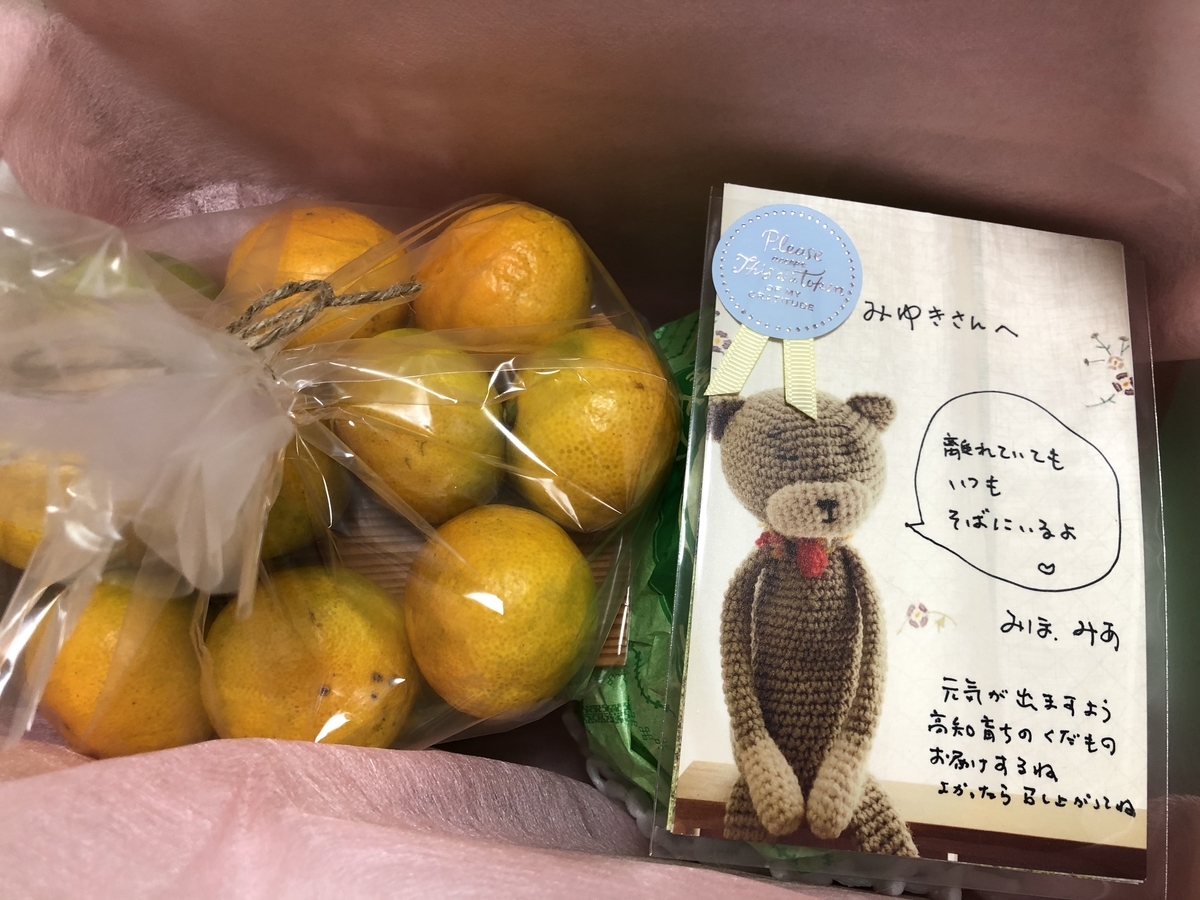 Please
accept
This as a token
OF MY
GRATITUDE
みゆきさんへ
離れていても
いつも
そばにいるよ
♡
みほ、みあ
元気が出ますよう
高知育ちのくだもの
お届けするね
よかったら召し上がってね